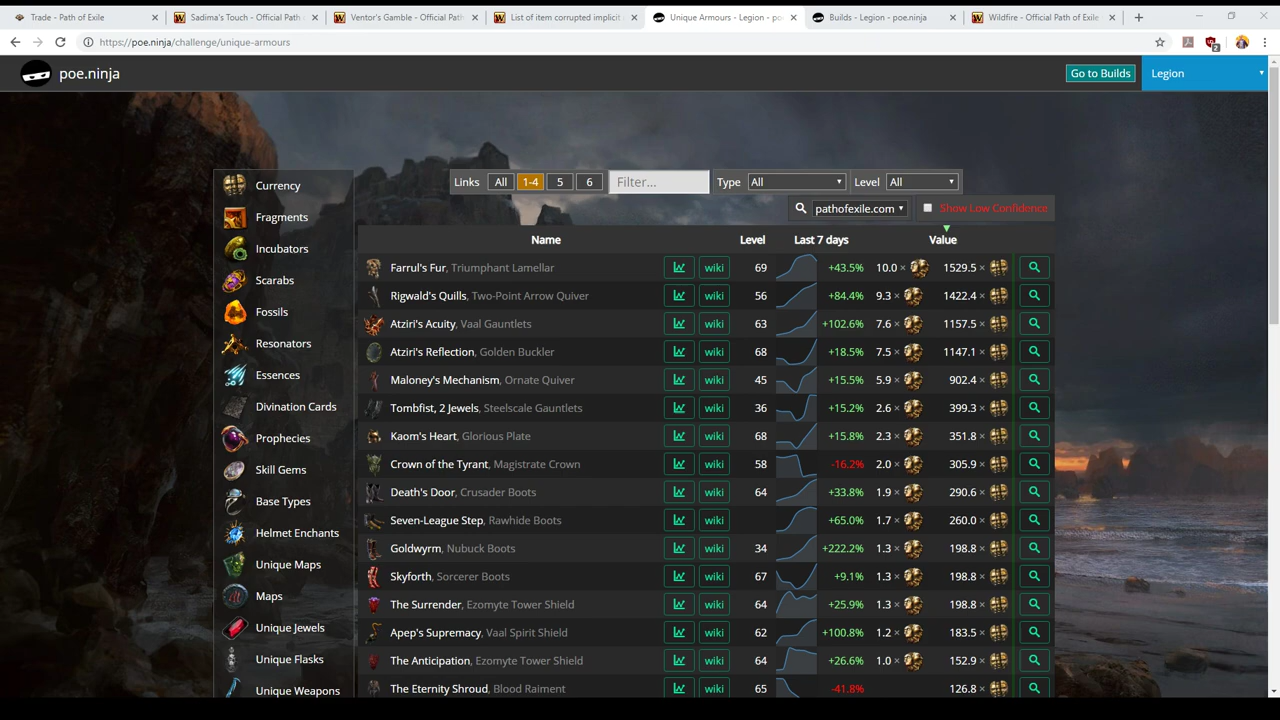 Trade - Path of Exile
Sadima's Touch - Official Path o
Ventor's Gamble - Official Path
List of item corrupted implicit
Unique Armours - Legion - poe
Builds - Legion - poe.ninja
Wildfire - Official Path of Exile
https://poe.ninja/challenge/unique-armours
2
poe.ninja
Go to Builds
Legion
Links All 1-4 5 6 Filter... Type All Level All
pathofexile.com Show Low Confidence
Currency
Fragments
Incubators
Scarabs
Fossils
Resonators
Essences
Divination Cards
Prophecies
Skill Gems
Base Types
Helmet Enchants
Unique Maps
Maps
Unique Jewels
Unique Flasks
Unique Weapons
Name Level Last 7 days Value
Farrul's Fur, Triumphant Lamellar wiki 69 +43.5% 10.0 × 1529.5 ×
Rigwald's Quills, Two-Point Arrow Quiver wiki 56 +84.4% 9.3 × 1422.4 ×
Atziri's Acuity, Vaal Gauntlets wiki 63 +102.6% 7.6 × 1157.5 ×
Atziri's Reflection, Golden Buckler wiki 68 +18.5% 7.5 × 1147.1 ×
Maloney's Mechanism, Ornate Quiver wiki 45 +15.5% 5.9 × 902.4 ×
Tombfist, 2 Jewels, Steelscale Gauntlets wiki 36 +15.2% 2.6 × 399.3 ×
Kaom's Heart, Glorious Plate wiki 68 +15.8% 2.3 × 351.8 ×
Crown of the Tyrant, Magistrate Crown wiki 58 -16.2% 2.0 × 305.9 ×
Death's Door, Crusader Boots wiki 64 +33.8% 1.9 × 290.6 ×
Seven-League Step, Rawhide Boots wiki 56 +65.0% 1.7 × 260.0 ×
Goldwyrm, Nubuck Boots wiki 34 +222.2% 1.3 × 198.8 ×
Skyforth, Sorcerer Boots wiki 67 +9.1% 1.3 × 198.8 ×
The Surrender, Ezomyte Tower Shield wiki 64 +25.9% 1.3 × 198.8 ×
Apep's Supremacy, Vaal Spirit Shield wiki 62 +100.8% 1.2 × 183.5 ×
The Anticipation, Ezomyte Tower Shield wiki 64 +26.6% 1.0 × 152.9 ×
The Eternity Shroud, Blood Raiment wiki 65 -41.8% 126.8 ×